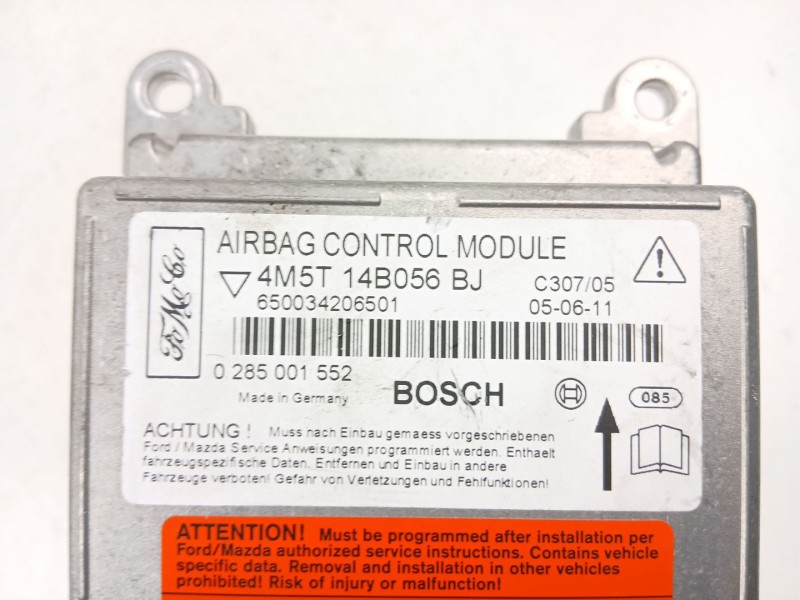 FoMoCo
AIRBAG CONTROL MODULE
4M5T 14B056 BJ
C307/05
650034206501
05-06-11
0 285 001 552
Made in Germany
BOSCH
085
ACHTUNG ! Muss nach Einbau gemaess vorgeschriebenen
Ford / Mazda Service Anweisungen programmiert werden. Enthaelt
fahrzeugspezifische Daten. Entfernen und Einbau in andere
Fahrzeuge verboten! Gefahr von Verletzungen und Fehlfunktionen!
ATTENTION! Must be programmed after installation per
Ford/Mazda authorized service instructions. Contains vehicle
specific data. Removal and installation in other vehicles
prohibited! Risk of injury or malfunction!